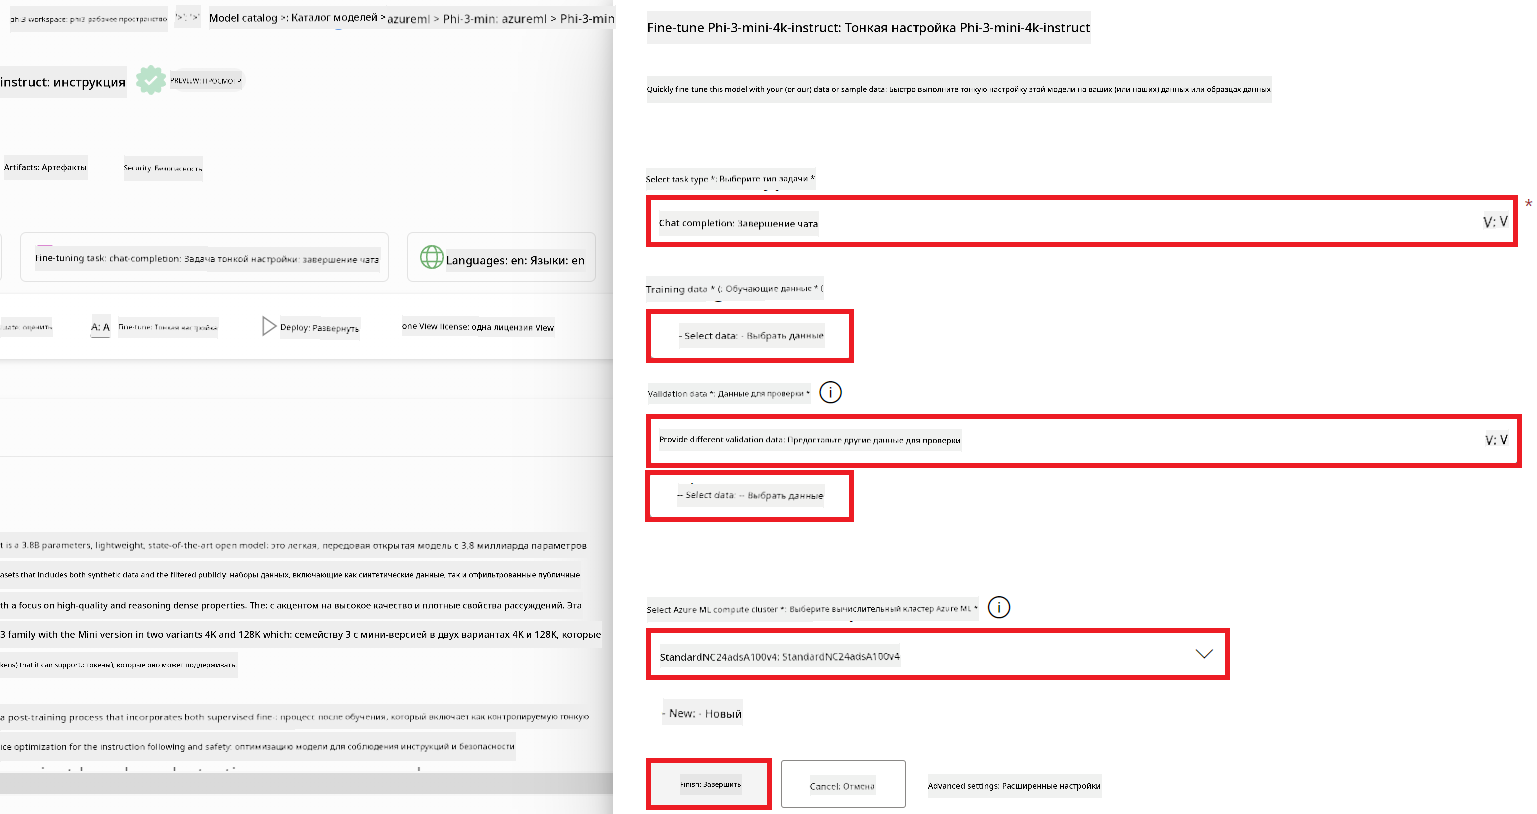 ph.3 workspace: phi3 рабочее пространство
'>': '>'
Model catalog >: Каталог моделей >
azureml > Phi-3-min: azureml > Phi-3-min
instruct: инструкция
Artifacts: Артефакты
Security: Безопасность
Fine-tuning task: chat-completion: Задача тонкой настройки: завершение чата
Languages: en: Языки: en
uate: оценить
A: A
Fine-tune: Тонкая настройка
Deploy: Развернуть
one View license: одна лицензия View
t is a 3.8B parameters, lightweight, state-of-the-art open model: это легкая, передовая открытая модель с 3,8 миллиарда параметров
asets that includes both synthetic data and the filtered publicly: наборы данных, включающие как синтетические данные, так и отфильтрованные публичные
th a focus on high-quality and reasoning dense properties. The: с акцентом на высокое качество и плотные свойства рассуждений. Эта
3 family with the Mini version in two variants 4K and 128K which: семейству 3 с мини-версией в двух вариантах 4K и 128K, которые
kens) that it can support: токены), которые оно может поддерживать
a post-training process that incorporates both supervised fine-: процесс после обучения, который включает как контролируемую тонкую
ice optimization for the instruction following and safety: оптимизацию модели для соблюдения инструкций и безопасности
Fine-tune Phi-3-mini-4k-instruct: Тонкая настройка Phi-3-mini-4k-instruct
Quickly fine tune this model with your (or our) data or sample data: Быстро выполните тонкую настройку этой модели на ваших (или наших) данных или образцах данных
Select task type *: Выберите тип задачи *
Chat completion: Завершение чата
V: V
*
Training data * (: Обучающие данные * (
- Select data: - Выбрать данные
Validation data *: Данные для проверки *
Provide different validation data: Предоставьте другие данные для проверки
V: V
-- Select data: -- Выбрать данные
Select Azure ML compute cluster *: Выберите вычислительный кластер Azure ML *
StandardNC24adsA100v4: StandardNC24adsA100v4
- New: - Новый
Finish: Завершить
Cancel: Отмена
Advanced settings: Расширенные настройки